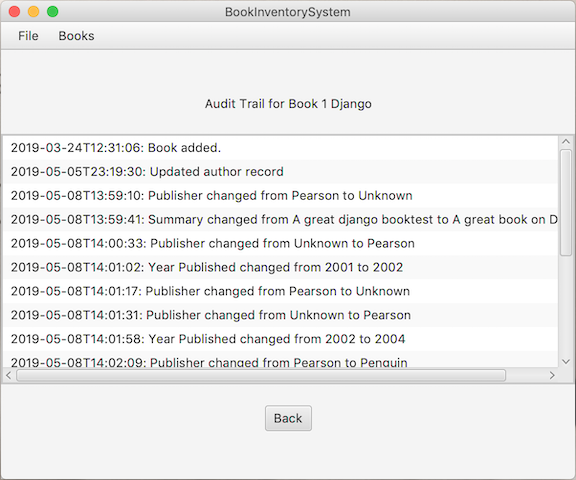 BookInventorySystem
File Books
Audit Trail for Book 1 Django
2019-03-24T12:31:06: Book added.
2019-05-05T23:19:30: Updated author record
2019-05-08T13:59:10: Publisher changed from Pearson to Unknown
2019-05-08T13:59:41: Summary changed from A great django booktest to A great book on D
2019-05-08T14:00:33: Publisher changed from Unknown to Pearson
2019-05-08T14:01:02: Year Published changed from 2001 to 2002
2019-05-08T14:01:17: Publisher changed from Pearson to Unknown
2019-05-08T14:01:31: Publisher changed from Unknown to Pearson
2019-05-08T14:01:58: Year Published changed from 2002 to 2004
2019-05-08T14:02:09: Publisher changed from Pearson to Penguin
Back